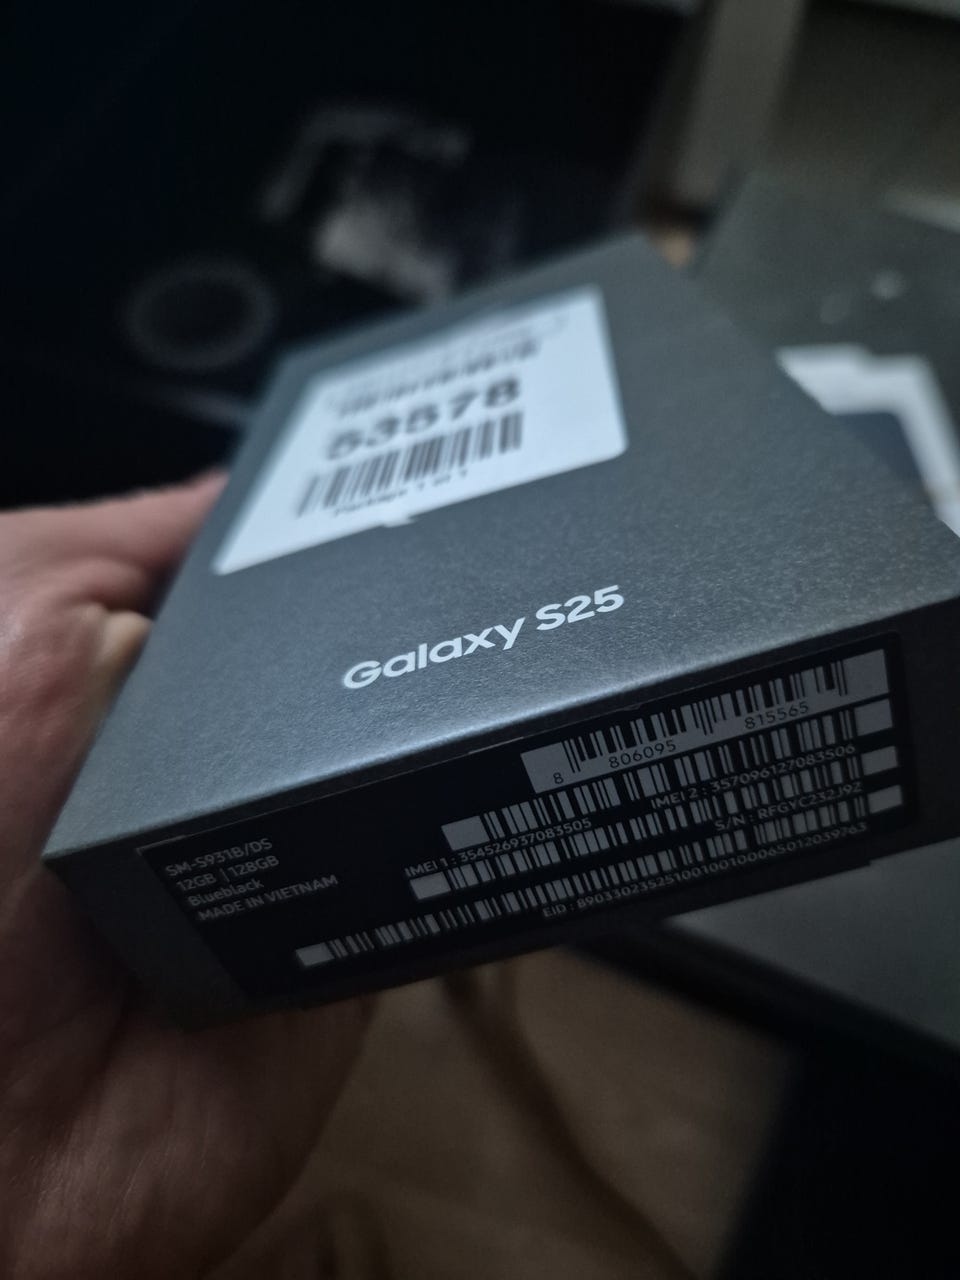 53578
Galaxy S25
8 806095 815565
IMEI 1 : 354526937083505
IMEI 2 : 357096127083506
S/N : RFGYC232J9Z
EID : 89033023525100100100065012039763
SM-S931B/DS
12GB | 128GB
Blueblack
MADE IN VIETNAM